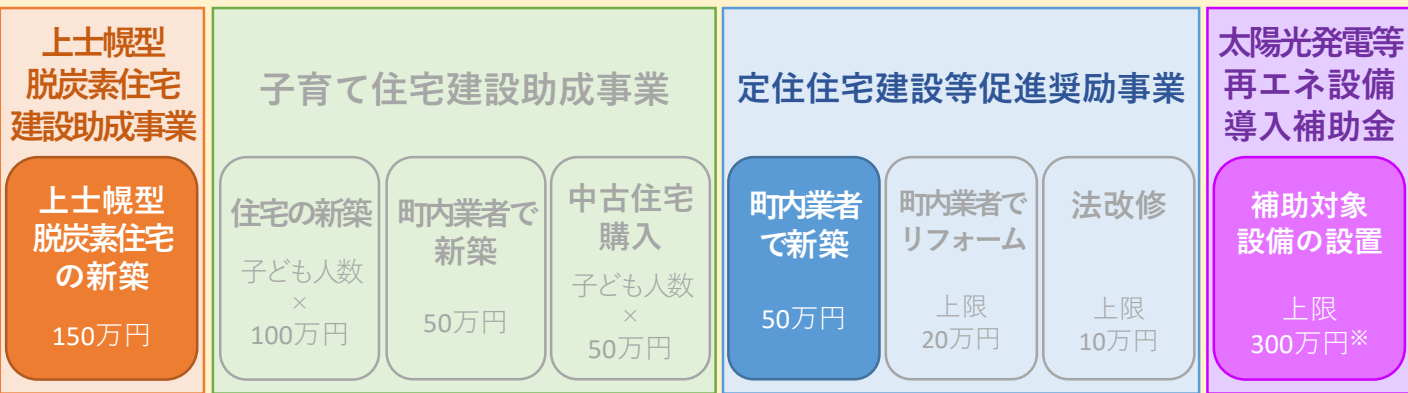 上士幌型
脱炭素住宅
建設助成事業
上士幌型
脱炭素住宅
の新築
150万円
子育て住宅建設助成事業
住宅の新築
子ども人数
×
100万円
町内業者で
新築
50万円
中古住宅
購入
子ども人数
×
50万円
定住住宅建設等促進奨励事業
町内業者
で新築
50万円
町内業者で
リフォーム
上限
20万円
法改修
上限
10万円
太陽光発電等
再エネ設備
導入補助金
補助対象
設備の設置
上限
300万円※